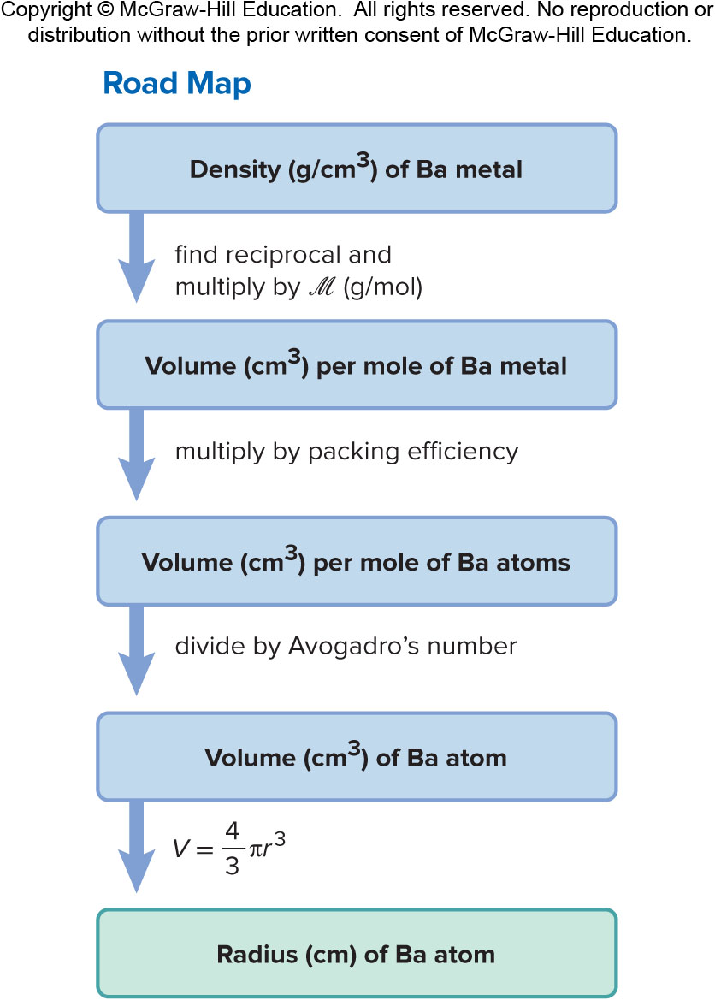 Copyright © McGraw-Hill Education.  All rights reserved. No reproduction or
distribution without the prior written consent of McGraw-Hill Education.
Road Map
Density (g/cm³) of Ba metal
find reciprocal and
multiply by ℳ (g/mol)
Volume (cm³) per mole of Ba metal
multiply by packing efficiency
Volume (cm³) per mole of Ba atoms
divide by Avogadro’s number
Volume (cm³) of Ba atom
V = 4/3 πr³
Radius (cm) of Ba atom